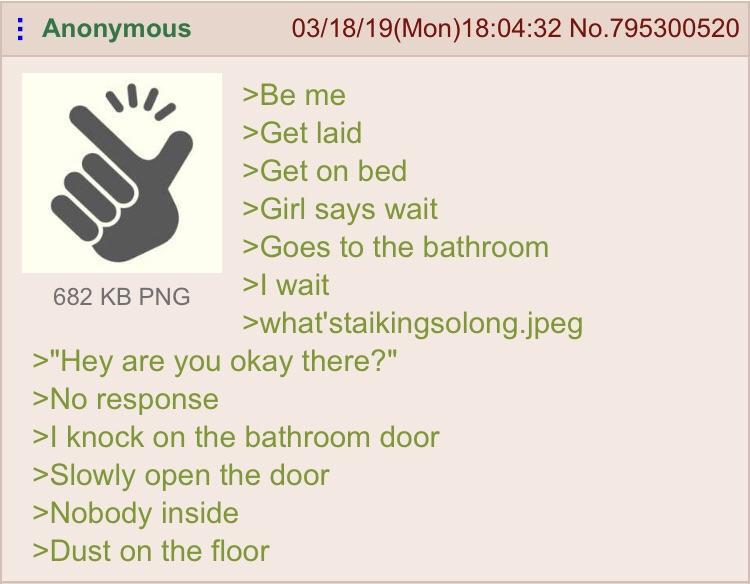 Anonymous 03/18/19(Mon)18:04:32 No.795300520
>Be me
>Get laid
>Get on bed
>Girl says wait
>Goes to the bathroom
>I wait
>what'staikingsolong.jpeg
682 KB PNG
>"Hey are you okay there?"
>No response
>I knock on the bathroom door
>Slowly open the door
>Nobody inside
>Dust on the floor